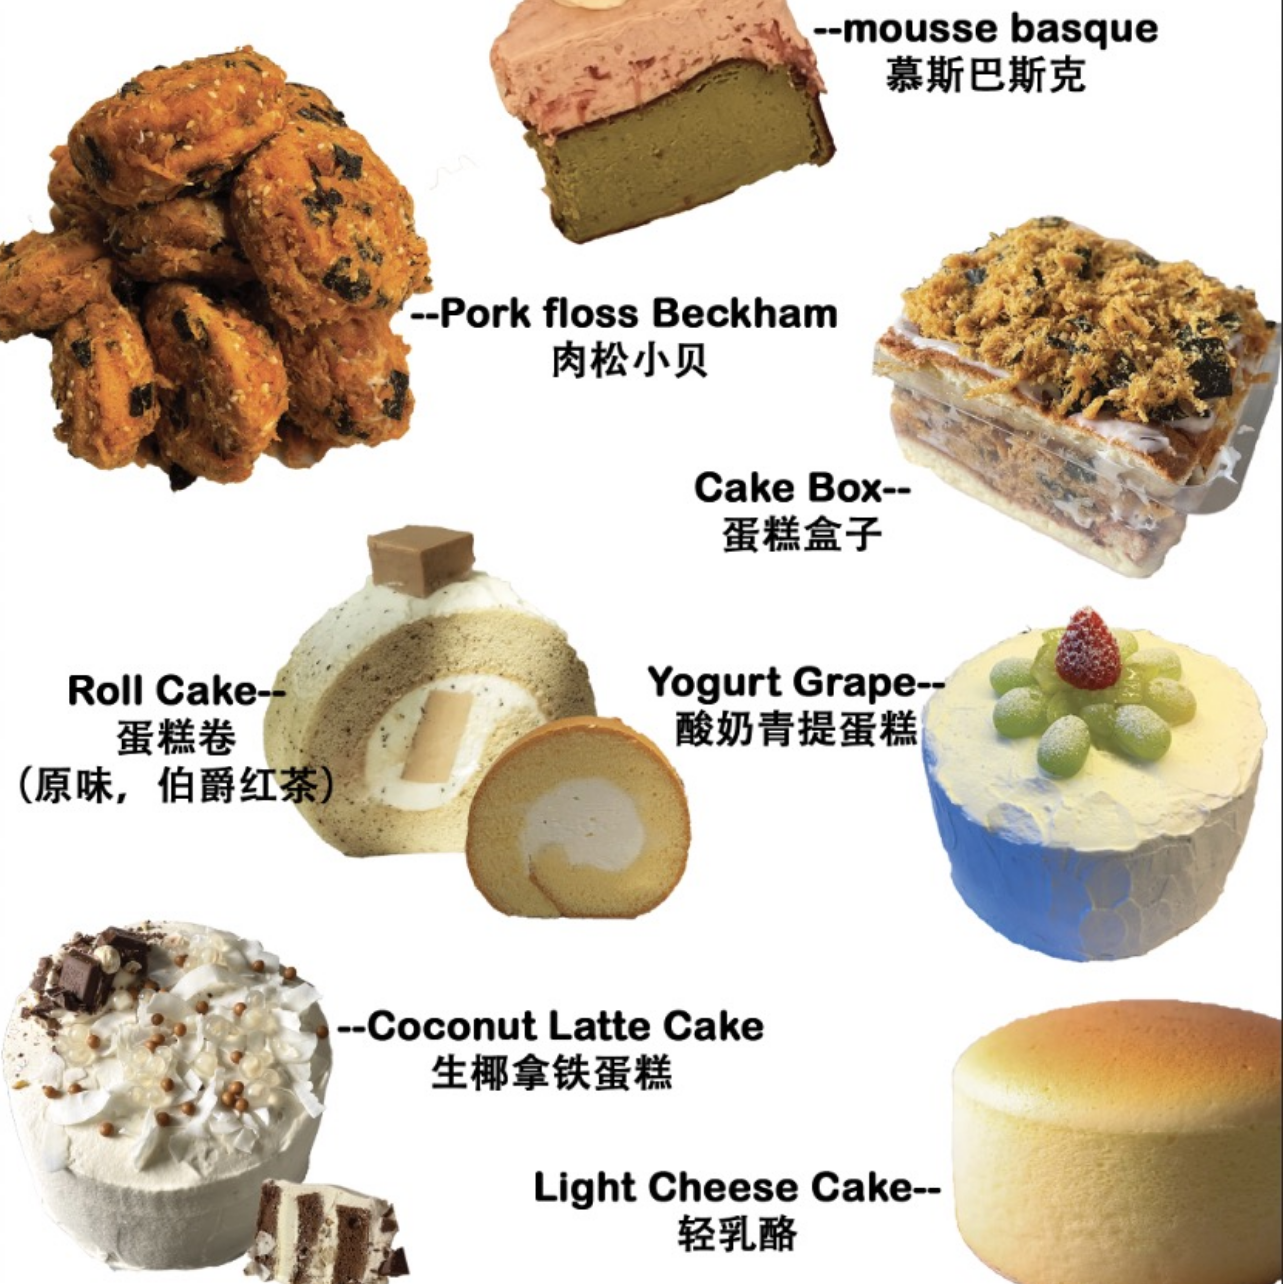 --mousse basque
慕斯巴斯克
--Pork floss Beckham
肉松小贝
Cake Box--
蛋糕盒子
Roll Cake--
蛋糕卷
（原味，伯爵红茶）
Yogurt Grape--
酸奶青提蛋糕
--Coconut Latte Cake
生椰拿铁蛋糕
Light Cheese Cake--
轻乳酪